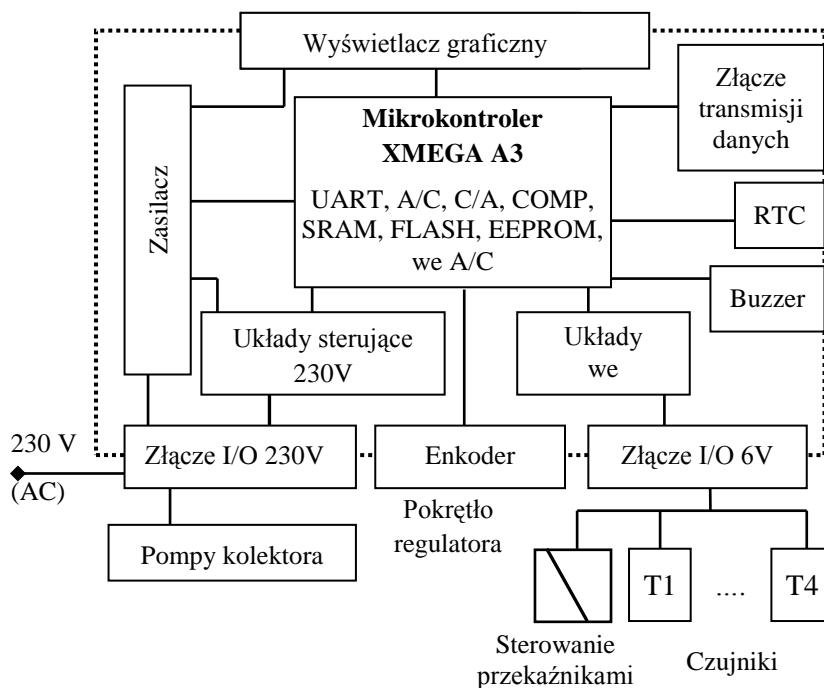 Wyświetlacz graficzny
Złącze
transmisji
danych
Mikrokontroler
XMEGA A3
UART, A/C, C/A, COMP,
SRAM, FLASH, EEPROM,
we A/C
Zasilacz
RTC
Buzzer
Układy sterujące
230V
Układy
we
230 V
(AC)
Złącze I/O 230V
Enkoder
Złącze I/O 6V
Pokrętło
regulatora
Pompy kolektora
T1
....
T4
Sterowanie
przekaźnikami
Czujniki